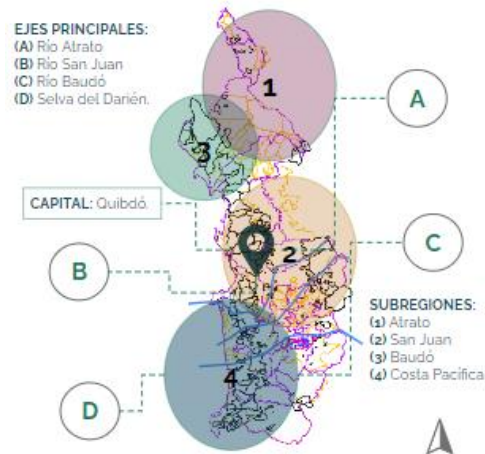 EJES PRINCIPALES:
(A) Río Atrato
(B) Río San Juan
(C) Río Baudó
(D) Selva del Darién.
1
A
3
CAPITAL: Quibdó.
2
C
B
SUBREGIONES:
(1) Atrato
(2) San Juan
(3) Baudó
(4) Costa Pacífica
4
D